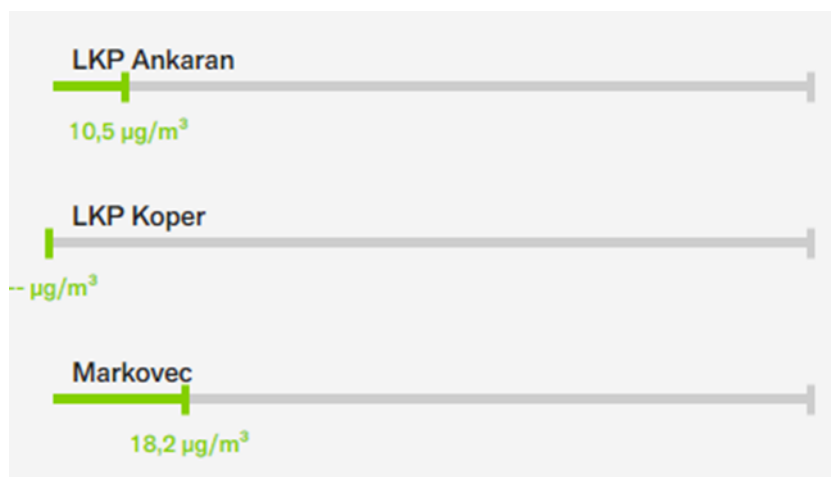 LKP Ankaran
10,5 µg/m³
LKP Koper
-- µg/m³
Markovec
18,2 µg/m³